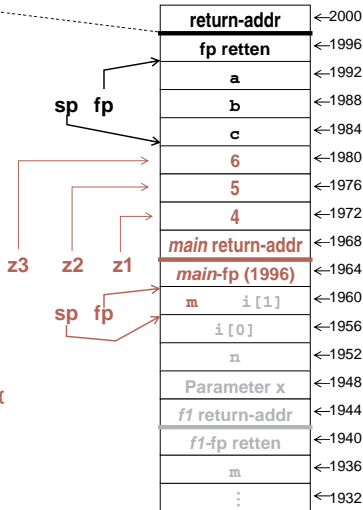 return-addr ←2000
fp retten ←1996
a ←1992
sp fp b ←1988
c ←1984
6 ←1980
5 ←1976
4 ←1972
main return-addr ←1968
z3 z2 z1
main-fp (1996) ←1964
m i[1] ←1960
sp fp
i[0] ←1956
n ←1952
Parameter x ←1948
{
f1 return-addr ←1944
f1-fp retten ←1940
m ←1936
⋮ ←1932